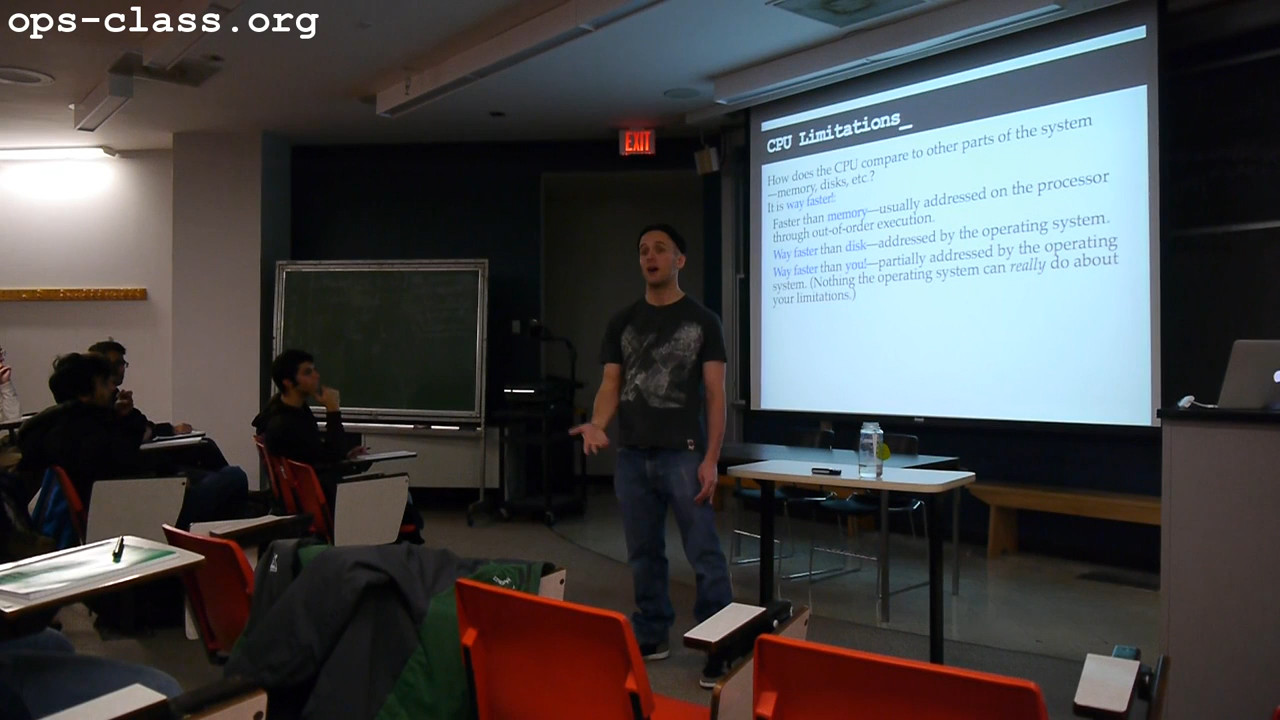 ops-class.org
EXIT
CPU Limitations_
How does the CPU compare to other parts of the system
—memory, disks, etc.?
It is way faster!
Faster than memory—usually addressed on the processor
through out-of-order execution.
Way faster than disk—addressed by the operating system.
Way faster than you!—partially addressed by the operating
system. (Nothing the operating system can really do about
your limitations.)